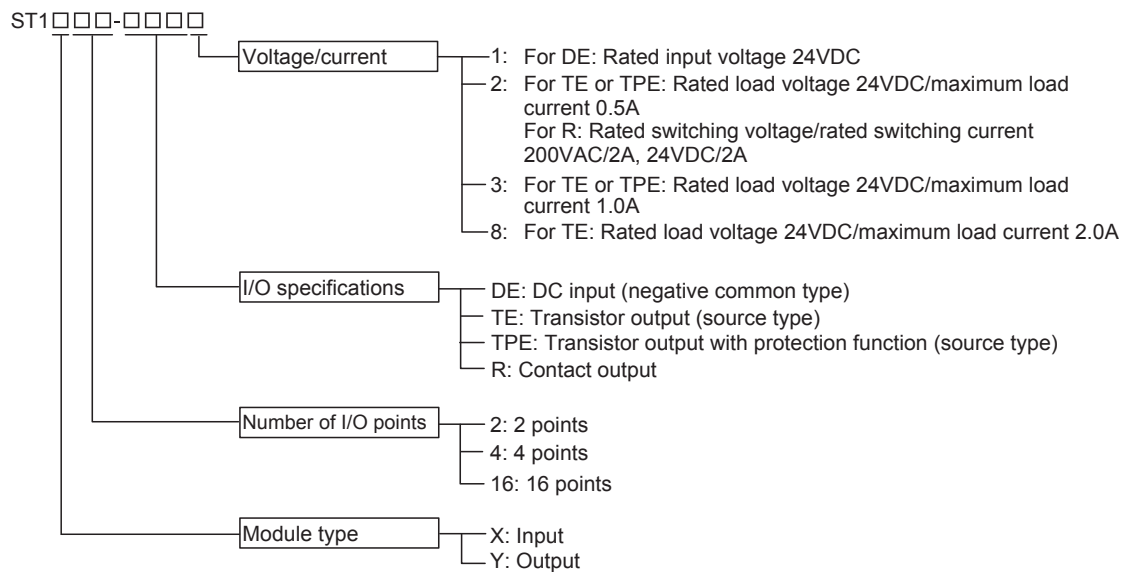 ST1□□□-□□□□
Voltage/current
1: For DE: Rated input voltage 24VDC
2: For TE or TPE: Rated load voltage 24VDC/maximum load
current 0.5A
For R: Rated switching voltage/rated switching current
200VAC/2A, 24VDC/2A
3: For TE or TPE: Rated load voltage 24VDC/maximum load
current 1.0A
8: For TE: Rated load voltage 24VDC/maximum load current 2.0A
I/O specifications
DE: DC input (negative common type)
TE: Transistor output (source type)
TPE: Transistor output with protection function (source type)
R: Contact output
Number of I/O points
2: 2 points
4: 4 points
16: 16 points
Module type
X: Input
Y: Output